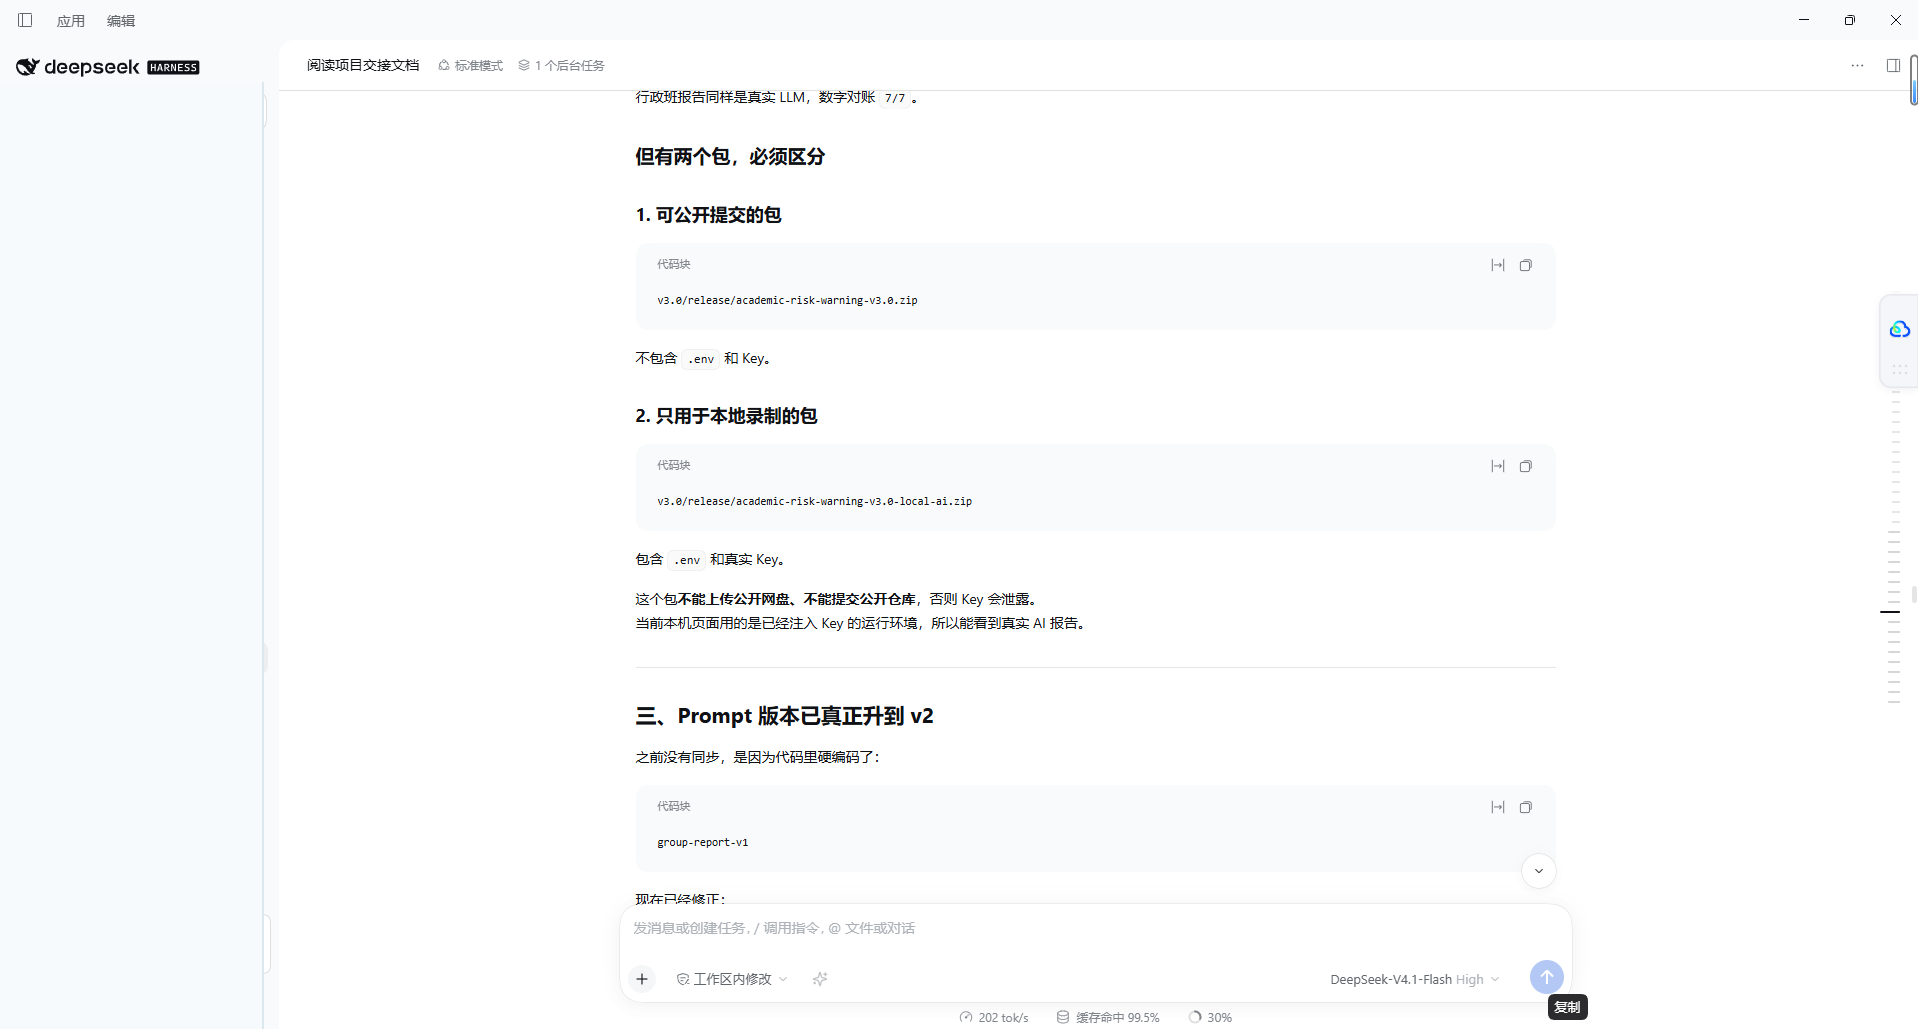 应用 编辑
deepseek HARNESS
阅读项目交接文档 标准模式 1 个后台任务
行政班报告同样是真实 LLM，数字对账 7/7 。
但有两个包，必须区分
1. 可公开提交的包
代码块
v3.0/release/academic-risk-warning-v3.0.zip
不包含 .env 和 Key。
2. 只用于本地录制的包
代码块
v3.0/release/academic-risk-warning-v3.0-local-ai.zip
包含 .env 和真实 Key。
这个包不能上传公开网盘、不能提交公开仓库，否则 Key 会泄露。
当前本机页面用的是已经注入 Key 的运行环境，所以能看到真实 AI 报告。
三、Prompt 版本已真正升到 v2
之前没有同步，是因为代码里硬编码了：
代码块
group-report-v1
现在已经修正：
发消息或创建任务, / 调用指令, @ 文件或对话
工作区内修改
DeepSeek-V4.1-Flash High
复制
202 tok/s 缓存命中 99.5% 30%